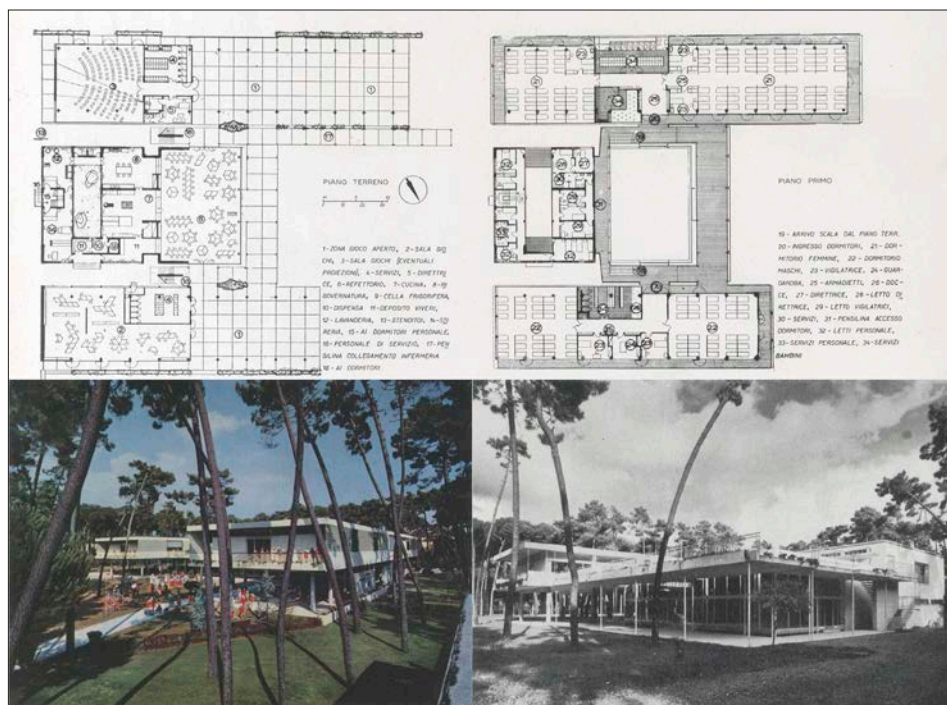 PIANO TERRENO
1-ZONA GIOCO APERTO, 2-SALA GIO
CHI, 3-SALA GIOCHI (EVENTUALI
PROIEZIONI), 4-SERVIZI, 5-DIRETTRI
CE, 6-REFETTORIO, 7-CUCINA, 8-
GOVERNATURA, 9-CELLA FRIGORIFERA,
10-DISPENSA 11-DEPOSITO VIVERI,
12-LAVANDERIA, 13-STENDITOI, 14-
RERIA, 15-AI DORMITORI PERSONALE,
16-PERSONALE DI SERVIZIO, 17-PEN
SILINA COLLEGAMENTO INFERMERIA
18-AI DORMITORI
PIANO PRIMO
19-ARRIVO SCALA DAL PIANO TERR.
20-INGRESSO DORMITORI, 21-DOR-
MITORIO FEMMINE, 22-DORMITORIO
MASCHI, 23-VIGILATRICE, 24-GUAR-
DAROBA, 25-ARMADIETTI, 26-DOC-
CE, 27-DIRETTRICE, 28-LETTO DI
RETTRICE, 29-LETTO VIGILATRICI,
30-SERVIZI, 31-PENSILINA ACCESSO
DORMITORI, 32-LETTI PERSONALE,
33-SERVIZI PERSONALE, 34-SERVIZI
BAMBINI